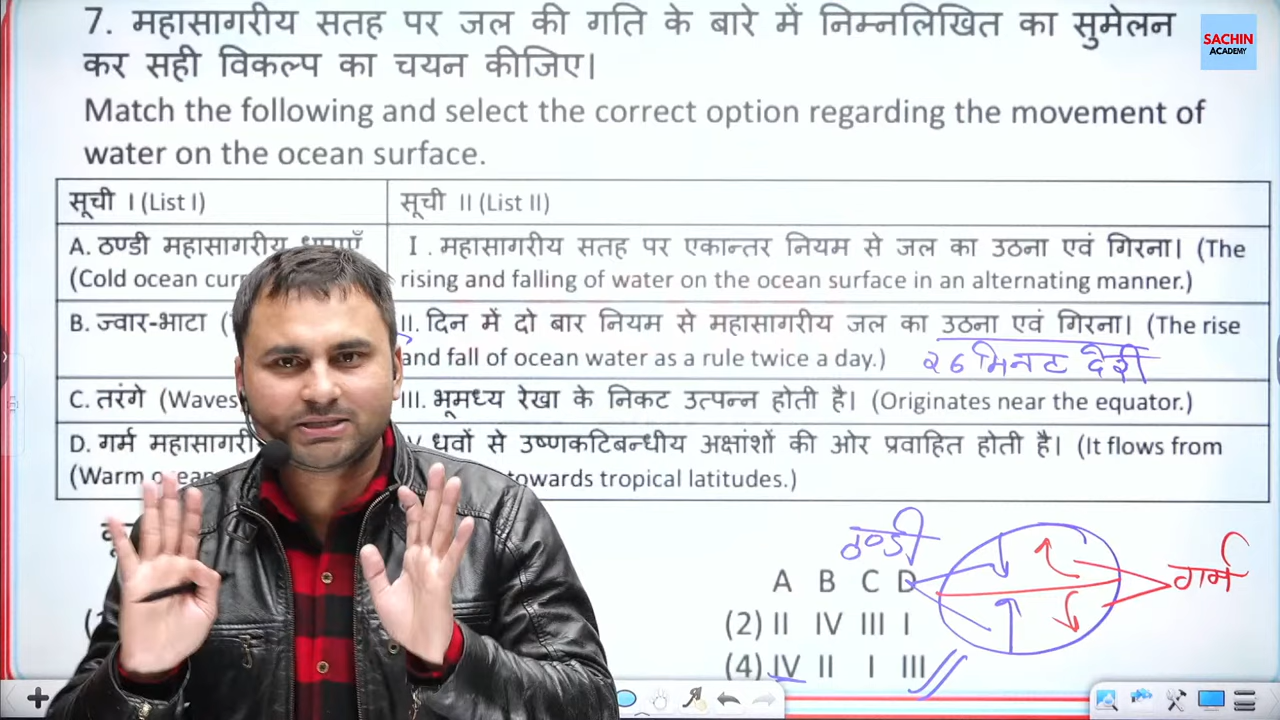 7. महासागरीय सतह पर जल की गति के बारे में निम्नलिखित का सुमेलन
कर सही विकल्प का चयन कीजिए।
SACHIN
ACADEMY
Match the following and select the correct option regarding the movement of
water on the ocean surface.
सूची I (List I)
सूची II (List II)
A. ठण्डी महासागरीय
(Cold ocean
I . महासागरीय सतह पर एकान्तर नियम से जल का उठना एवं गिरना। (The
rising and falling of water on the ocean surface in an alternating manner.)
B. ज्वार-भाटा (
II. दिन में दो बार नियम से महासागरीय जल का उठना एवं गिरना। (The rise
and fall of ocean water as a rule twice a day.)
२6 मिनट देरी
C. तरंगे (Waves
III. भूमध्य रेखा के निकट उत्पन्न होती है। (Originates near the equator.)
D. गर्म
(Warm
ध्रवों से उष्णकटिबन्धीय अक्षांशों की ओर प्रवाहित होती है। (It flows from
towards tropical latitudes.)
ठण्डी
गर्म
A B C D
(2) II IV III I
(4) IV II I III